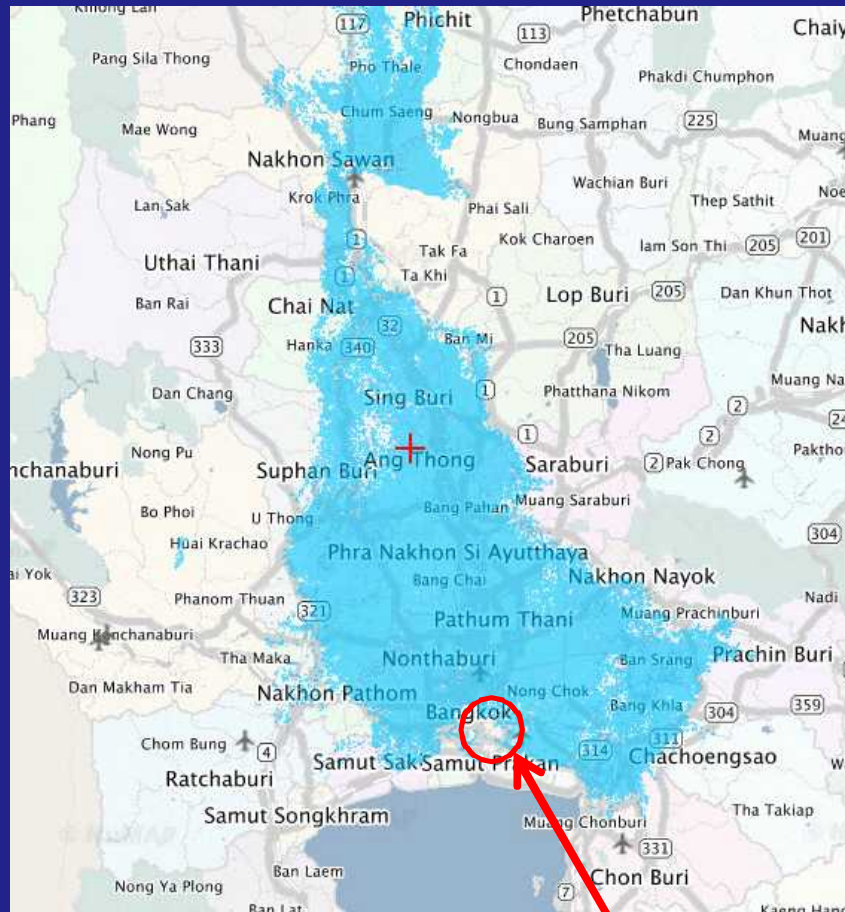 Khlong Lan
117
Phichit
Phetchabun
113
Chaiy
Pang Sila Thong
Pho Thale
Chondaen
Phakdi Chumphon
Phang
Mae Wong
Chum Saeng
Nongbua
Bung Samphan
225
Muang
Nakhon Sawan
Wachian Buri
Lan Sak
Krok Phra
Phai Sali
Thep Sathit
Noe
1
Tak Fa
Kok Charoen
Iam Son Thi
205
201
Uthai Thani
1
Ta Khi
Ban Rai
Chai Nat
1
Lop Buri
205
Dan Khun Thot
32
Nakh
333
Hanka
340
Ban Mi
205
Tha Luang
Dan Chang
Sing Buri
1
Phatthana Nikom
Muang Na
2
24
Nong Pu
1
2
nchanaburi
Suphan Buri
Ang Thong
Saraburi
2
Pak Chong
Paktho
Bo Phoi
U Thong
Bang Pahan
Muang Saraburi
304
Huai Krachao
Phra Nakhon Si Ayutthaya
ai Yok
Bang Chai
Nakhon Nayok
323
Phanom Thuan
321
Pathum Thani
Muang Prachinburi
Nadi
Muang Kanchanaburi
Tha Maka
Nonthaburi
Ban Srang
Prachin Buri
Dan Makham Tia
Nakhon Pathom
Nong Chok
Bang Khla
304
359
Bangkok
Chom Bung
4
314
311
Samut Sak
Samut Prakan
Chachoengsao
W
Ratchaburi
Samut Songkhram
Muang Chonburi
Tha Takiap
© NuMAP
331
Ban Laem
Chon Buri
Nong Ya Plong
7
Ban Lat
Kaeng Hang